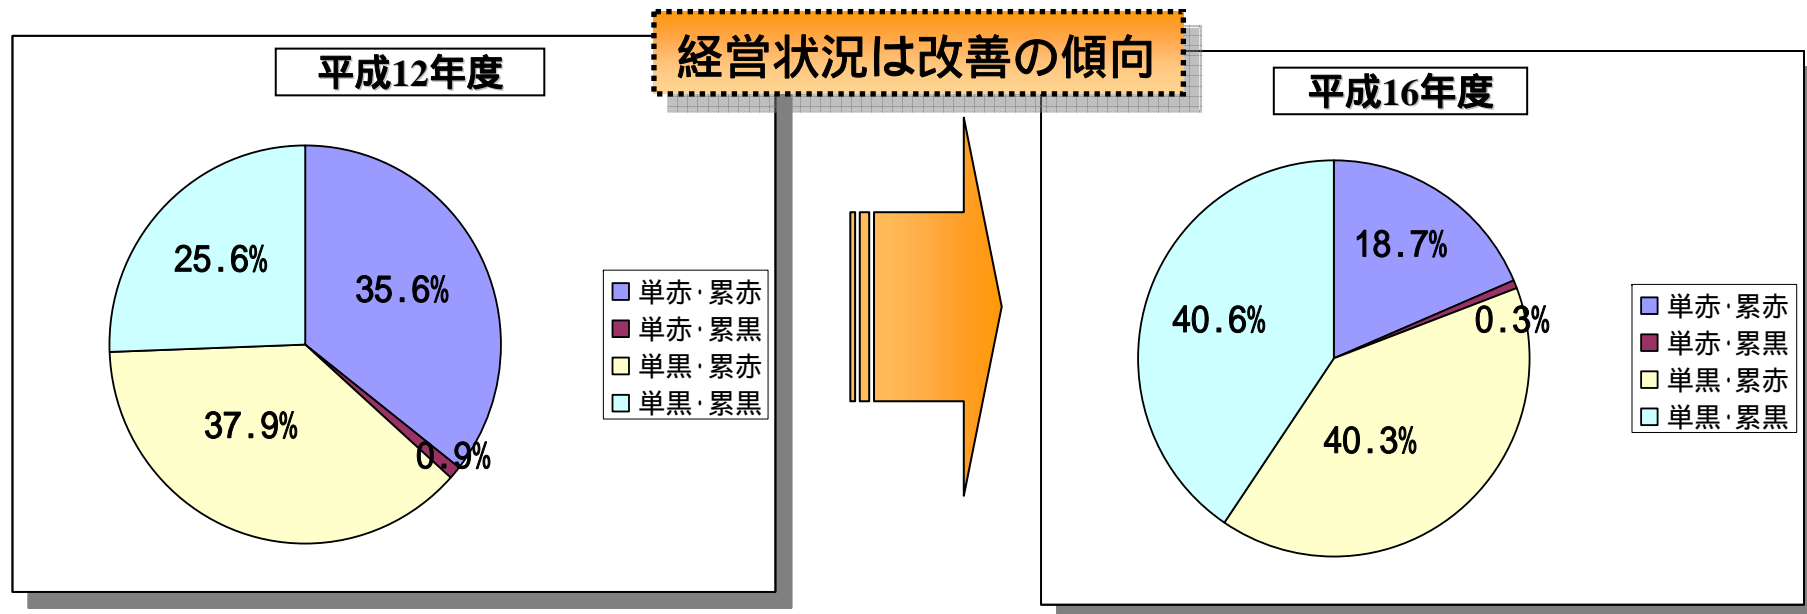 経営状況は改善の傾向
平成12年度
25.6%
35.6%
37.9%
0.9%
単赤･累赤
単赤･累黒
単黒･累赤
単黒･累黒
平成16年度
18.7%
40.6%
0.3%
40.3%
単赤･累赤
単赤･累黒
単黒･累赤
単黒･累黒